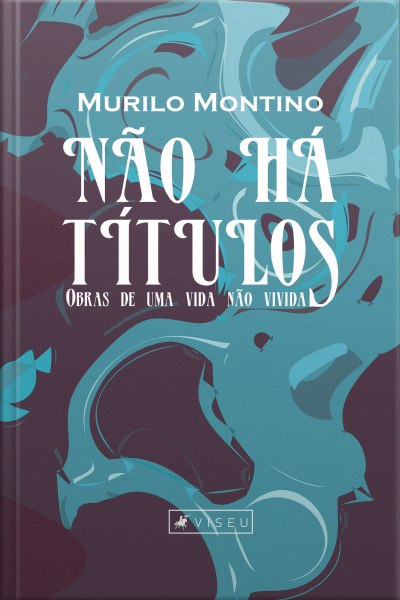 Murilo Montino
NÃO HÁ
TÍTULOS
Obras de uma vida não vivida
VISEU